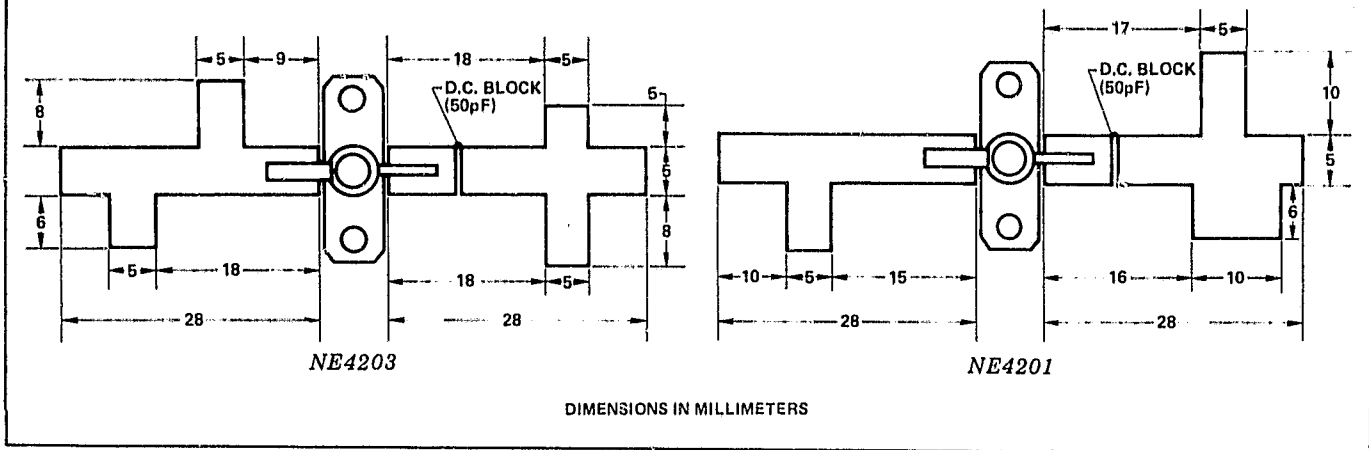 5 9 18 5
D.C. BLOCK
(50pF)
8
5
5
6
8
5 18
18 5
28 28
NE4203
17 5
D.C. BLOCK
(50pF)
10
5
6
10 5 15
16 10
28 28
NE4201
DIMENSIONS IN MILLIMETERS